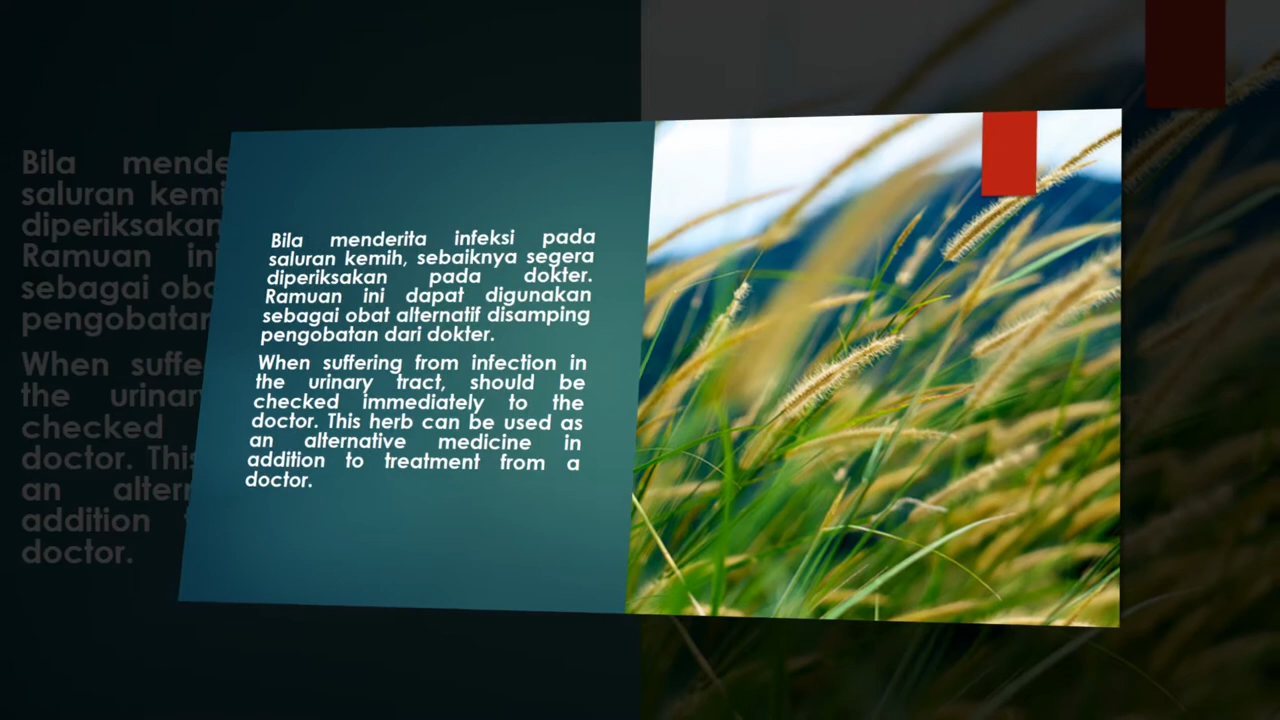 Bila menderita infeksi pada
saluran kemih, sebaiknya segera
diperiksakan pada dokter.
Ramuan ini dapat digunakan
sebagai obat alternatif disamping
pengobatan dari dokter.
When suffering from infection in
the urinary tract, should be
checked immediately to the
doctor. This herb can be used as
an alternative medicine in
addition to treatment from a
doctor.